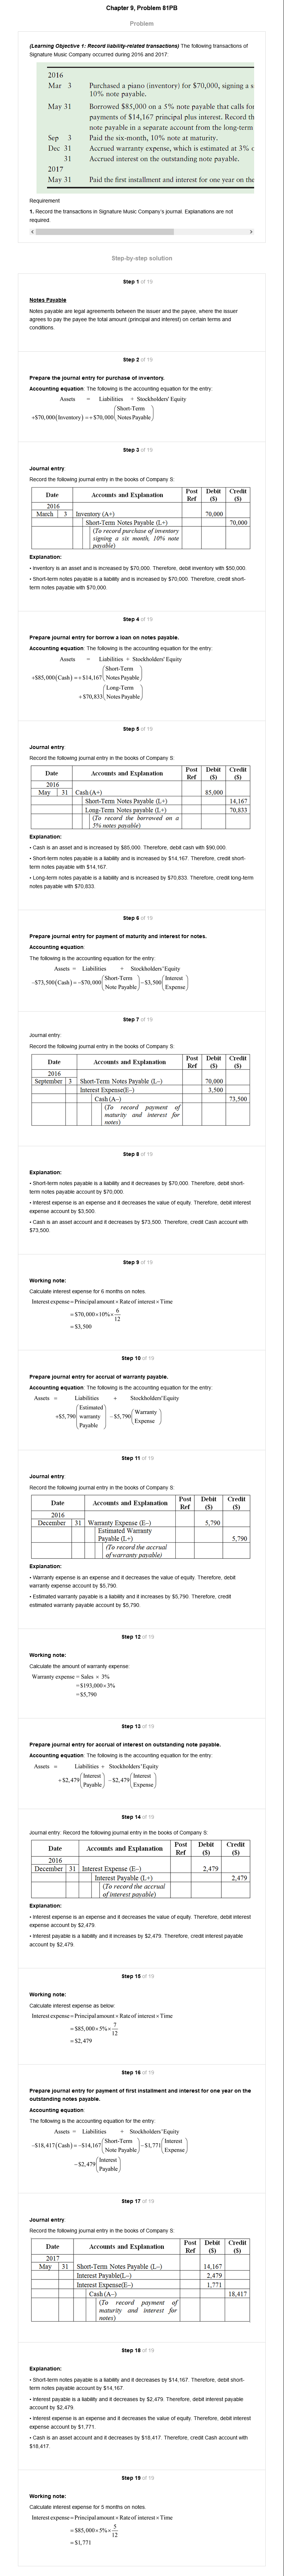 Chapter 9, Problem 81PB
Problem
(Learning Objective 1: Record liability-related transactions) The following transactions of
Signature Music Company occurred during 2016 and 2017:
2016
Mar 3 Purchased a piano (inventory) for $70,000, signing a s
10% note payable.
May 31 Borrowed $85,000 on a 5% note payable that calls for
payments of $14,167 principal plus interest. Record th
note payable in a separate account from the long-term
Sep 3 Paid the six-month, 10% note at maturity.
Dec 31 Accrued warranty expense, which is estimated at 3% o
31 Accrued interest on the outstanding note payable.
2017
May 31 Paid the first installment and interest for one year on the
Requirement
1. Record the transactions in Signature Music Company's journal. Explanations are not
required.
Step-by-step solution
Step 1 of 19
Notes Payable
Notes payable are legal agreements between the issuer and the payee; where the issuer
agrees to pay the payee the total amount (principal and interest) on certain terms and
conditions.
Step 2 of 19
Prepare the journal entry for purchase of inventory.
Accounting equation: The following is the accounting equation for the entry:
Assets = Liabilities + Stockholders' Equity
+$70,000(Inventory) = +$70,000(Short-Term Notes Payable)
Step 3 of 19
Journal entry:
Record the following journal entry in the books of Company S:
Date Accounts and Explanation Post Ref Debit ($) Credit ($)
2016
March 3 Inventory (A+) 70,000
Short-Term Notes Payable (L+) 70,000
(To record purchase of inventory
signing a six month, 10% note
payable)
Explanation:
• Inventory is an asset and is increased by $70,000. Therefore, debit inventory with $50,000.
• Short-term notes payable is a liability and is increased by $70,000. Therefore, credit short-
term notes payable with $70,000.
Step 4 of 19
Prepare journal entry for borrow a loan on notes payable.
Accounting equation: The following is the accounting equation for the entry:
Assets = Liabilities + Stockholders' Equity
+$85,000(Cash) = +$14,167(Short-Term Notes Payable)
+$70,833(Long-Term Notes Payable)
Step 5 of 19
Journal entry:
Record the following journal entry in the books of Company S:
Date Accounts and Explanation Post Ref Debit ($) Credit ($)
2016
May 31 Cash (A+) 85,000
Short-Term Notes payable (L+) 14,167
Long-Term Notes payable (L+) 70,833
(To record the borrowed on a
5% notes payable)
Explanation:
• Cash is an asset and is increased by $85,000. Therefore, debit cash with $90,000.
• Short-term notes payable is a liability and is increased by $14,167. Therefore, credit short-
term notes payable with $14,167.
• Long-term notes payable is a liability and is increased by $70,833. Therefore, credit long-term
notes payable with $70,833.
Step 6 of 19
Prepare journal entry for payment of maturity and interest for notes.
Accounting equation:
The following is the accounting equation for the entry:
Assets = Liabilities + Stockholders'Equity
-$73,500(Cash) = -$70,000(Short-Term Note Payable) -$3,500(Interest Expense)
Step 7 of 19
Journal entry:
Record the following journal entry in the books of Company S:
Date Accounts and Explanation Post Ref Debit ($) Credit ($)
2016
September 3 Short-Term Notes Payable (L–) 70,000
Interest Expense(E–) 3,500
Cash (A–) 73,500
(To record payment of
maturity and interest for
notes)
Step 8 of 19
Explanation:
• Short-term notes payable is a liability and it decreases by $70,000. Therefore, debit short-
term notes payable account by $70,000.
• Interest expense is an expense and it decreases the value of equity. Therefore, debit interest
expense account by $3,500.
• Cash is an asset account and it decreases by $73,500. Therefore, credit Cash account with
$73,500.
Step 9 of 19
Working note:
Calculate interest expense for 6 months on notes.
Interest expense = Principal amount × Rate of interest × Time
= $70,000×10%×6/12
= $3,500
Step 10 of 19
Prepare journal entry for accrual of warranty payable.
Accounting equation: The following is the accounting equation for the entry:
Assets = Liabilities + Stockholders'Equity
+$5,790(Estimated warranty Payable) -$5,790(Warranty Expense)
Step 11 of 19
Journal entry:
Record the following journal entry in the books of Company S:
Date Accounts and Explanation Post Ref Debit ($) Credit ($)
2016
December 31 Warranty Expense (E–) 5,790
Estimated Warranty
Payable (L+) 5,790
(To record the accrual
of warranty payable)
Explanation:
• Warranty expense is an expense and it decreases the value of equity. Therefore, debit
warranty expense account by $5,790.
• Estimated warranty payable is a liability and it increases by $5,790. Therefore, credit
estimated warranty payable account by $5,790.
Step 12 of 19
Working note:
Calculate the amount of warranty expense:
Warranty expense = Sales × 3%
= $193,000×3%
= $5,790
Step 13 of 19
Prepare journal entry for accrual of interest on outstanding note payable.
Accounting equation: The following is the accounting equation for the entry:
Assets = Liabilities + Stockholders'Equity
+$2,479(Interest Payable) -$2,479(Interest Expense)
Step 14 of 19
Journal entry: Record the following journal entry in the books of Company S:
Date Accounts and Explanation Post Ref Debit ($) Credit ($)
2016
December 31 Interest Expense (E–) 2,479
Interest Payable (L+) 2,479
(To record the accrual
of interest payable)
Explanation:
• Interest expense is an expense and it decreases the value of equity. Therefore, debit interest
expense account by $2,479.
• Interest payable is a liability and it increases by $2,479. Therefore, credit interest payable
account by $2,479.
Step 15 of 19
Working note:
Calculate interest expense as below:
Interest expense = Principal amount × Rate of interest × Time
= $85,000×5%×7/12
= $2,479
Step 16 of 19
Prepare journal entry for payment of first installment and interest for one year on the
outstanding notes payable.
Accounting equation:
The following is the accounting equation for the entry:
Assets = Liabilities + Stockholders'Equity
-$18,417(Cash) = -$14,167(Short-Term Note Payable) -$1,771(Interest Expense)
-$2,479(Interest Payable)
Step 17 of 19
Journal entry:
Record the following journal entry in the books of Company S:
Date Accounts and Explanation Post Ref Debit ($) Credit ($)
2017
May 31 Short-Term Notes Payable (L–) 14,167
Interest Payable(L–) 2,479
Interest Expense(E–) 1,771
Cash (A–) 18,417
(To record payment of
maturity and interest for
notes)
Step 18 of 19
Explanation:
• Short-term notes payable is a liability and it decreases by $14,167. Therefore, debit short-
term notes payable account by $14,167.
• Interest payable is a liability and it decreases by $2,479. Therefore, debit interest payable
account by $2,479.
• Interest expense is an expense and it decreases the value of equity. Therefore, debit interest
expense account by $1,771.
• Cash is an asset account and it decreases by $18,417. Therefore, credit Cash account with
$18,417.
Step 19 of 19
Working note:
Calculate interest expense for 5 months on notes.
Interest expense = Principal amount × Rate of interest × Time
= $85,000×5%×5/12
= $1,771